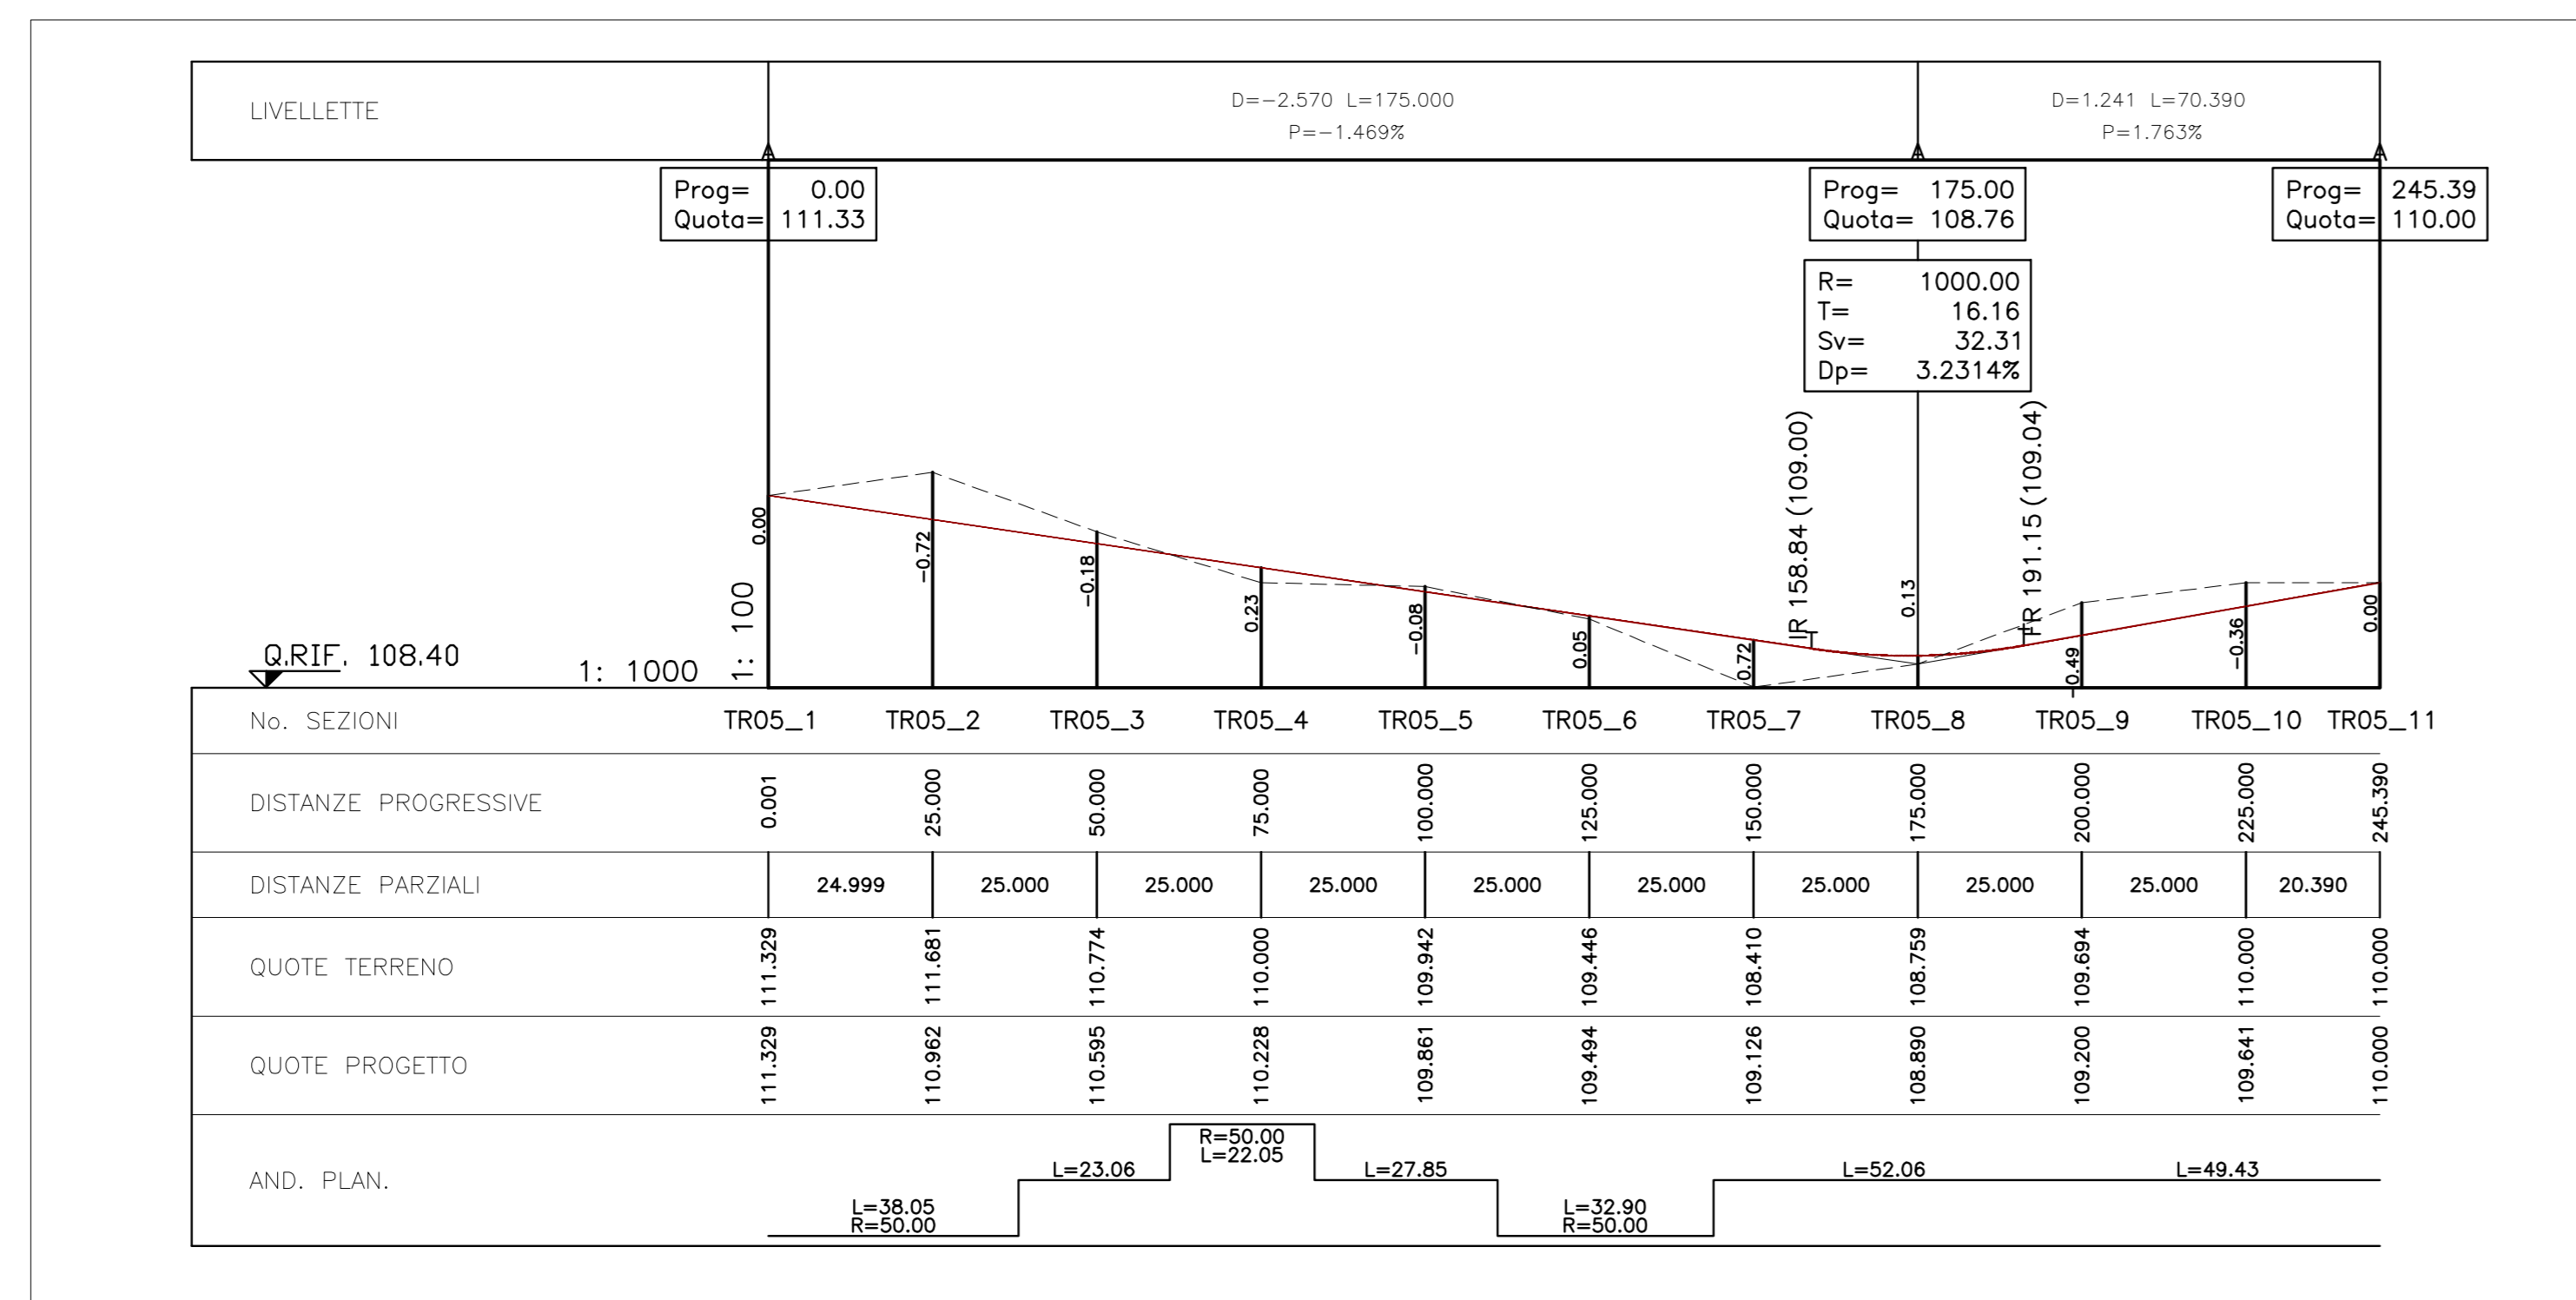 LIVELLETTE
D=-2.570 L=175.000
P=-1.469%
D=1.241 L=70.390
P=1.763%
Prog= 0.00
Quota= 111.33
Prog= 175.00
Quota= 108.76
Prog= 245.39
Quota= 110.00
R= 1000.00
T= 16.16
Sv= 32.31
Dp= 3.2314%
IR 158.84 (109.00)
FR 191.15 (109.04)
0.00 -0.72 -0.18 0.23 -0.08 0.05 0.72 0.13 -0.49 -0.36 0.00
Q.RIF. 108.40
1: 1000
1: 100
No. SEZIONI TR05_1 TR05_2 TR05_3 TR05_4 TR05_5 TR05_6 TR05_7 TR05_8 TR05_9 TR05_10 TR05_11
DISTANZE PROGRESSIVE 0.001 25.000 50.000 75.000 100.000 125.000 150.000 175.000 200.000 225.000 245.390
DISTANZE PARZIALI 24.999 25.000 25.000 25.000 25.000 25.000 25.000 25.000 25.000 20.390
QUOTE TERRENO 111.329 111.681 110.774 110.000 109.942 109.446 108.410 108.759 109.694 110.000 110.000
QUOTE PROGETTO 111.329 110.962 110.595 110.228 109.861 109.494 109.126 108.890 109.200 109.641 110.000
AND. PLAN.
L=38.05
R=50.00
L=23.06
R=50.00
L=22.05
L=27.85
L=32.90
R=50.00
L=52.06
L=49.43